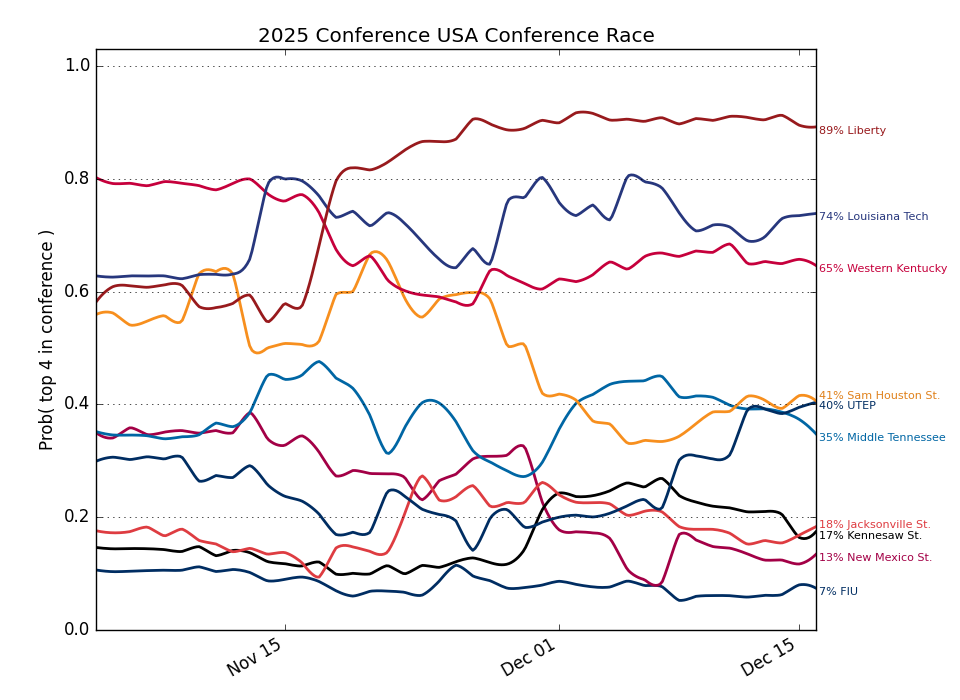 2025 Conference USA Conference Race
Prob( top 4 in conference )
1.0
0.8
0.6
0.4
0.2
0.0
Nov 15
Dec 01
Dec 15
89% Liberty
74% Louisiana Tech
65% Western Kentucky
41% Sam Houston St.
40% UTEP
35% Middle Tennessee
18% Jacksonville St.
17% Kennesaw St.
13% New Mexico St.
7% FIU